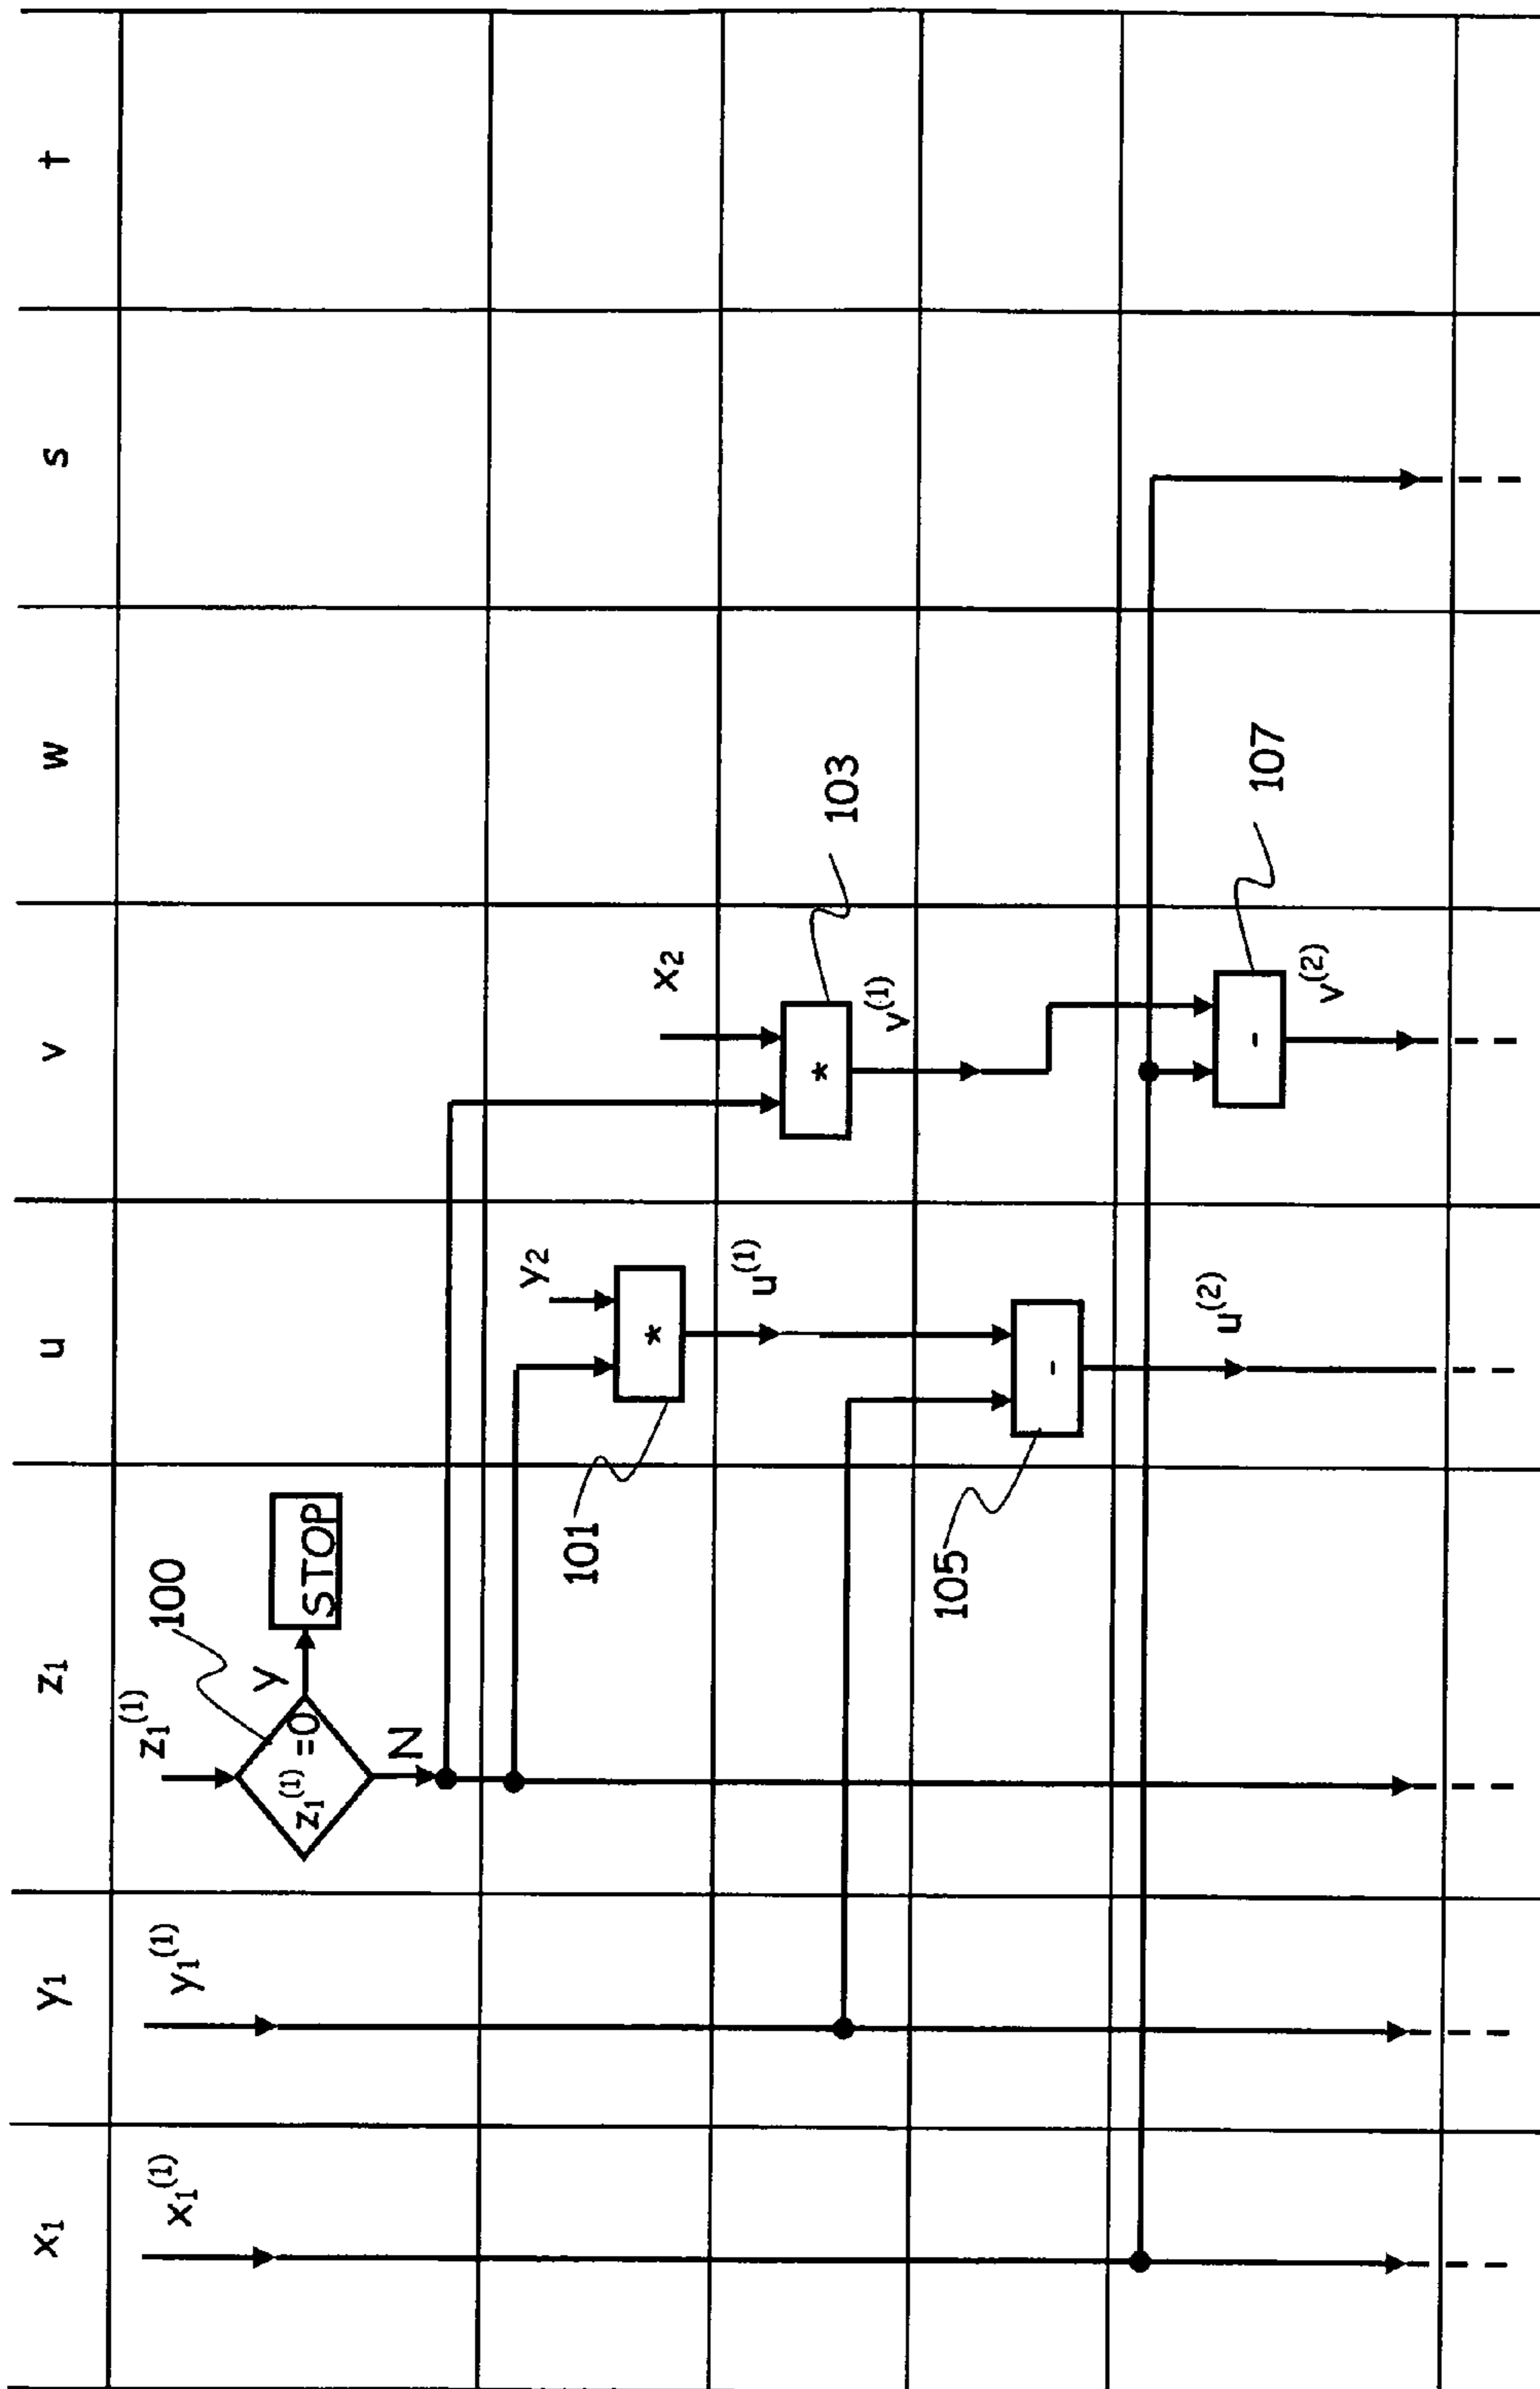 x₁ y₁ z₁ u v w s t
x₁⁽¹⁾ y₁⁽¹⁾ z₁⁽¹⁾ 100
z₁⁽¹⁾ =0 Y STOP
N
y₂
101 * x₂
u⁽¹⁾
* 103
v⁽¹⁾
105 -
u⁽²⁾ - 107
v⁽²⁾